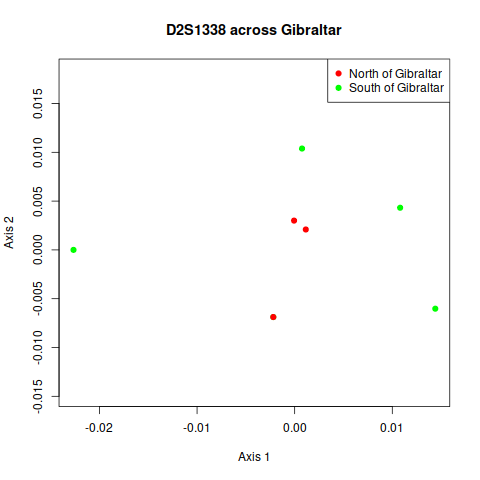 D2S1338 across Gibraltar
North of Gibraltar
South of Gibraltar
Axis 2
0.015
0.010
0.005
0.000
-0.005
-0.010
-0.015
-0.02
-0.01
0.00
0.01
Axis 1